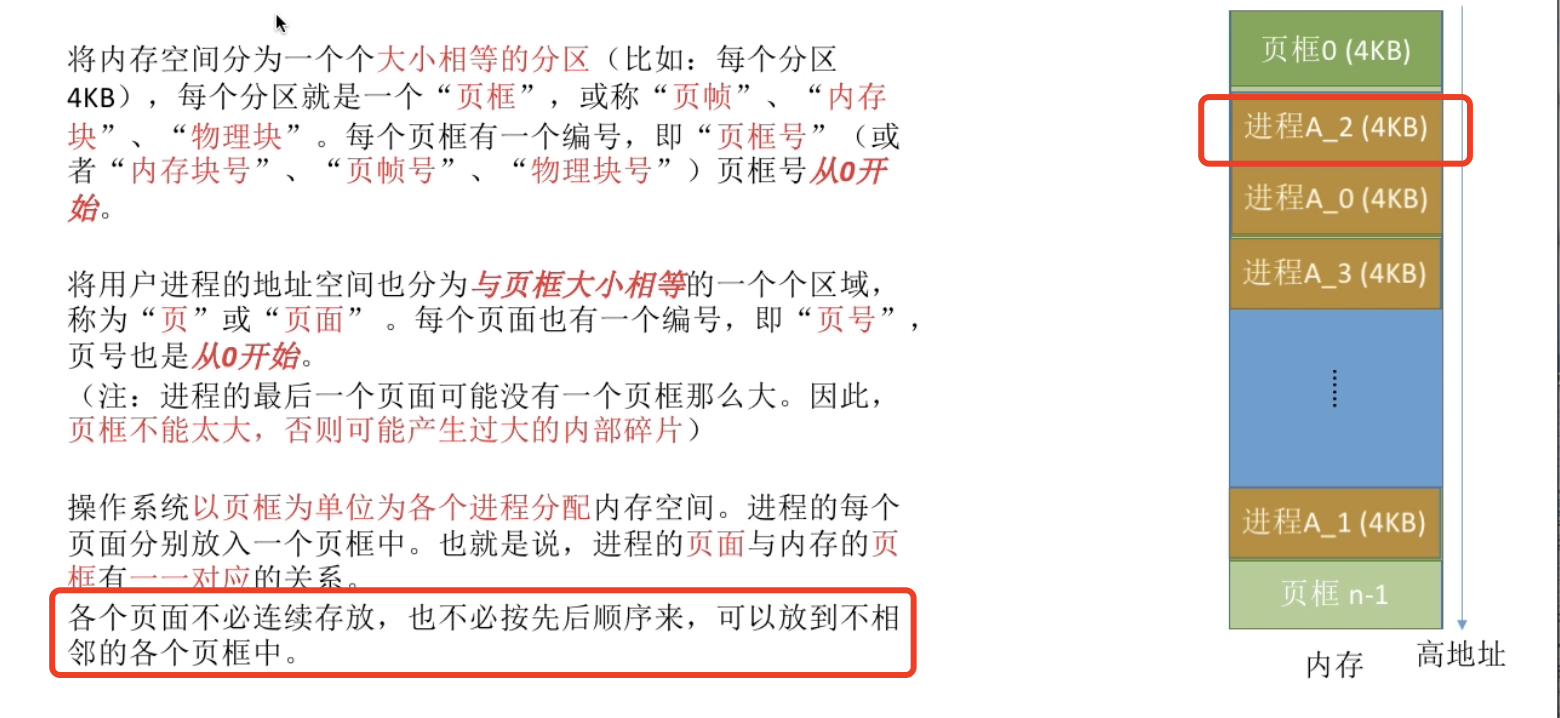 将内存空间分为一个个大小相等的分区（比如：每个分区
4KB），每个分区就是一个“页框”，或称“页帧”、“内存
块”、“物理块”。每个页框有一个编号，即“页框号”（或
者“内存块号”、“页帧号”、“物理块号”）页框号从0开
始。
将用户进程的地址空间也分为与页框大小相等的一个个区域，
称为“页”或“页面” 。每个页面也有一个编号，即“页号”，
页号也是从0开始。
（注：进程的最后一个页面可能没有一个页框那么大。因此，
页框不能太大，否则可能产生过大的内部碎片）
操作系统以页框为单位为各个进程分配内存空间。进程的每个
页面分别放入一个页框中。也就是说，进程的页面与内存的页
框有一一对应的关系。
各个页面不必连续存放，也不必按先后顺序来，可以放到不相
邻的各个页框中。
页框0 (4KB)
进程A_2 (4KB)
进程A_0 (4KB)
进程A_3 (4KB)
······
进程A_1 (4KB)
页框 n-1
内存
高地址